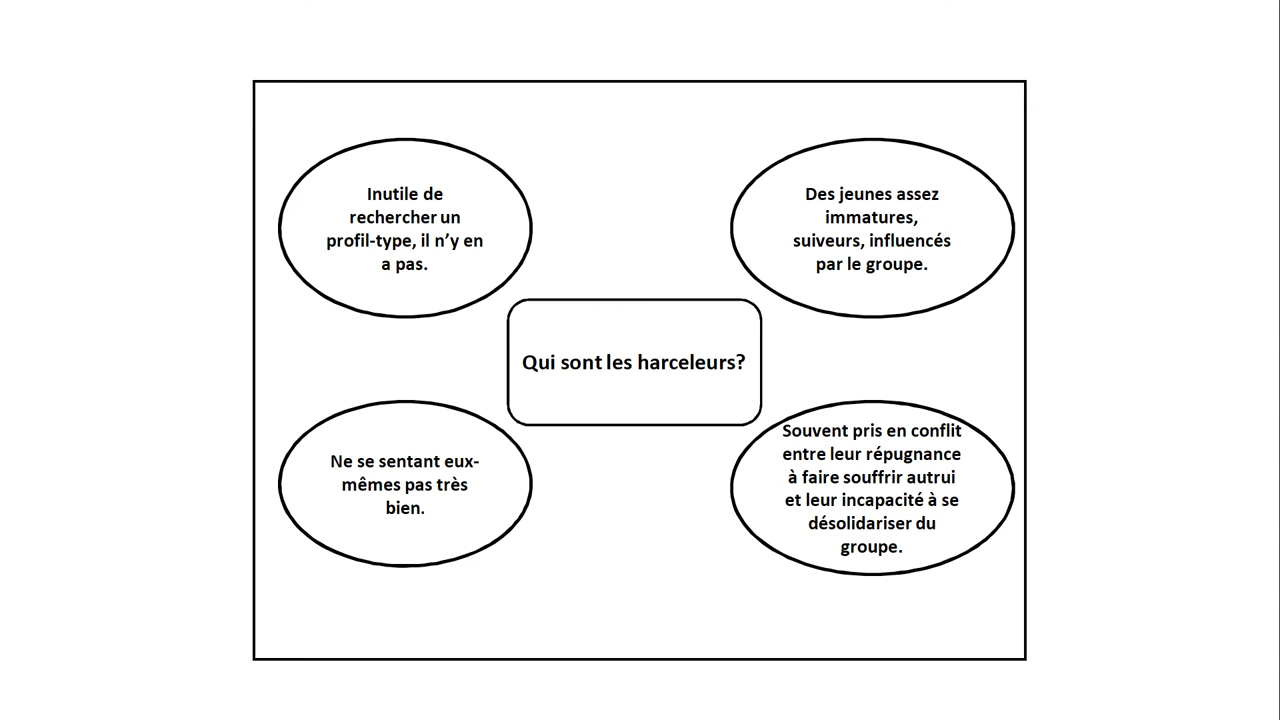 Inutile de
rechercher un
profil-type, il n’y en
a pas.
Des jeunes assez
immatures,
suiveurs, influencés
par le groupe.
Qui sont les harceleurs?
Ne se sentant eux-
mêmes pas très
bien.
Souvent pris en conflit
entre leur répugnance
à faire souffrir autrui
et leur incapacité à se
désolidariser du
groupe.